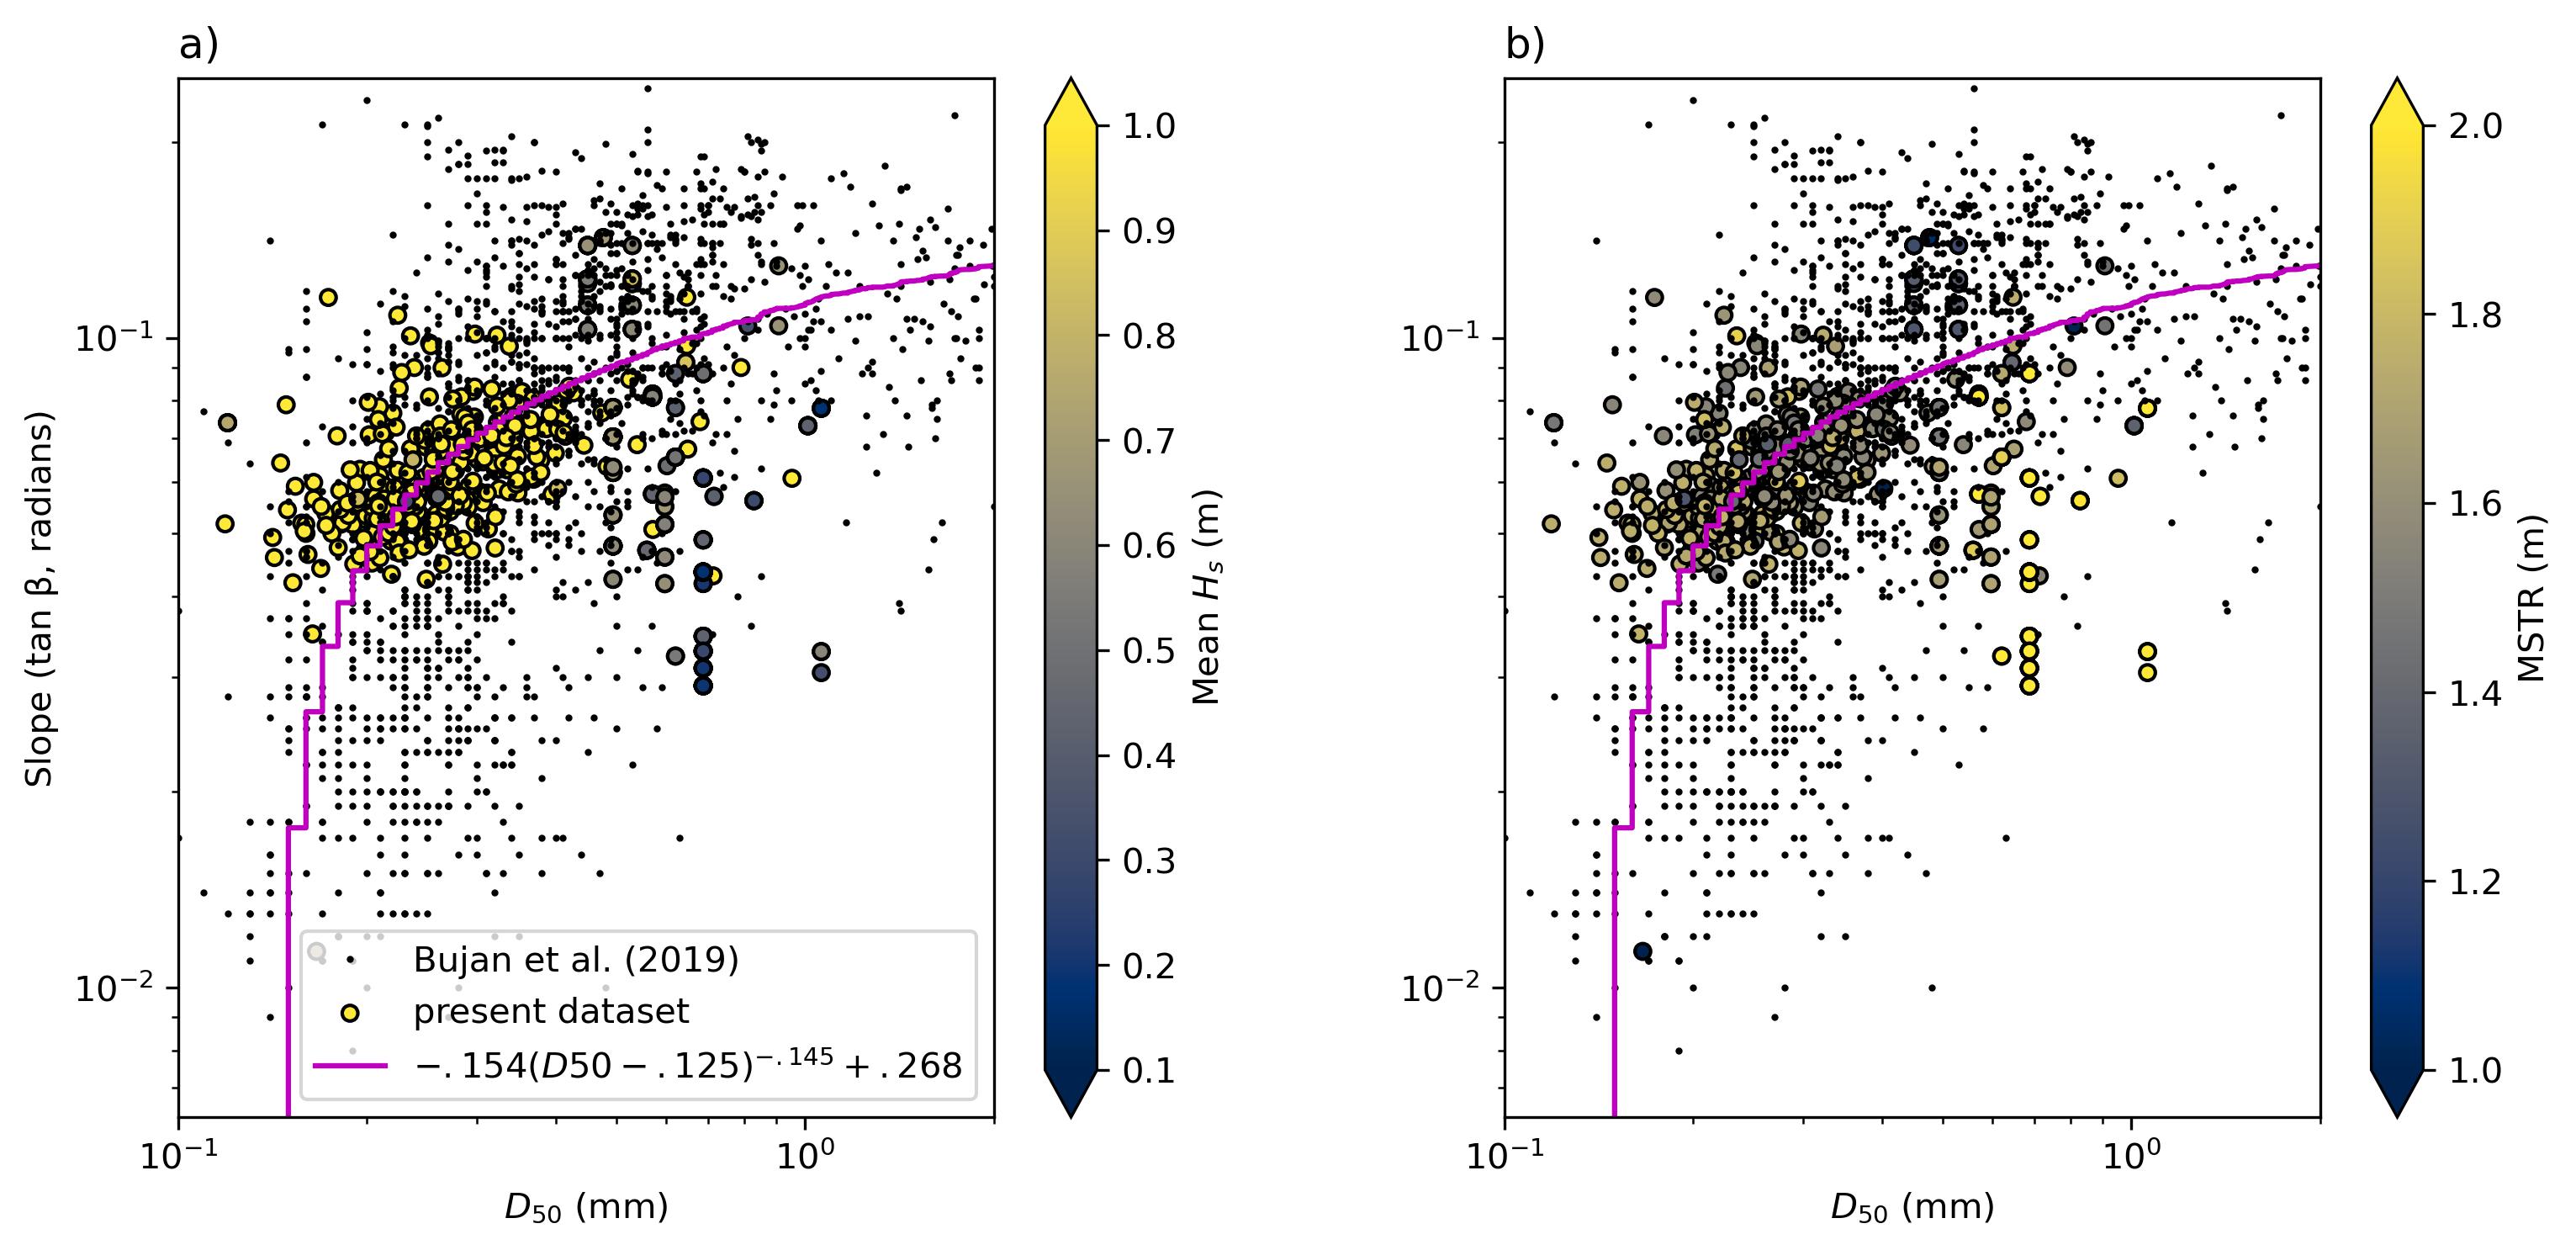 a)
Slope (tan β, radians)
10⁻¹
10⁻²
10⁻¹
10⁰
D₅₀ (mm)
Bujan et al. (2019)
present dataset
−.154(D50 − .125)⁻·¹⁴⁵ + .268
1.0
0.9
0.8
0.7
0.6
0.5
0.4
0.3
0.2
0.1
Mean Hₛ (m)
b)
10⁻¹
10⁻²
10⁻¹
10⁰
D₅₀ (mm)
2.0
1.8
1.6
1.4
1.2
1.0
MSTR (m)